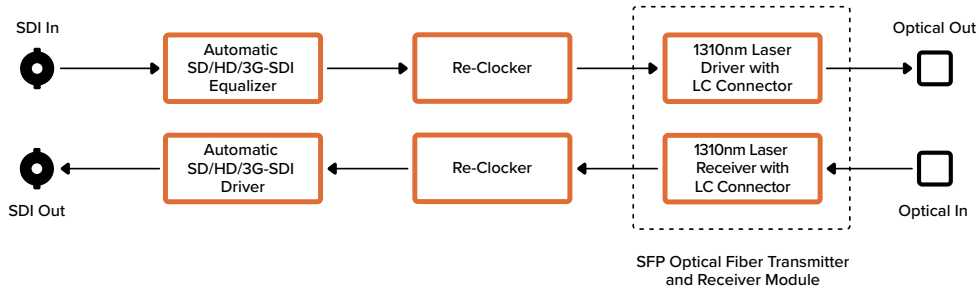 SDI In
Optical Out
Automatic
SD/HD/3G-SDI
Equalizer
Re-Clocker
1310nm Laser
Driver with
LC Connector
Automatic
SD/HD/3G-SDI
Driver
Re-Clocker
1310nm Laser
Receiver with
LC Connector
SDI Out
Optical In
SFP Optical Fiber Transmitter
and Receiver Module